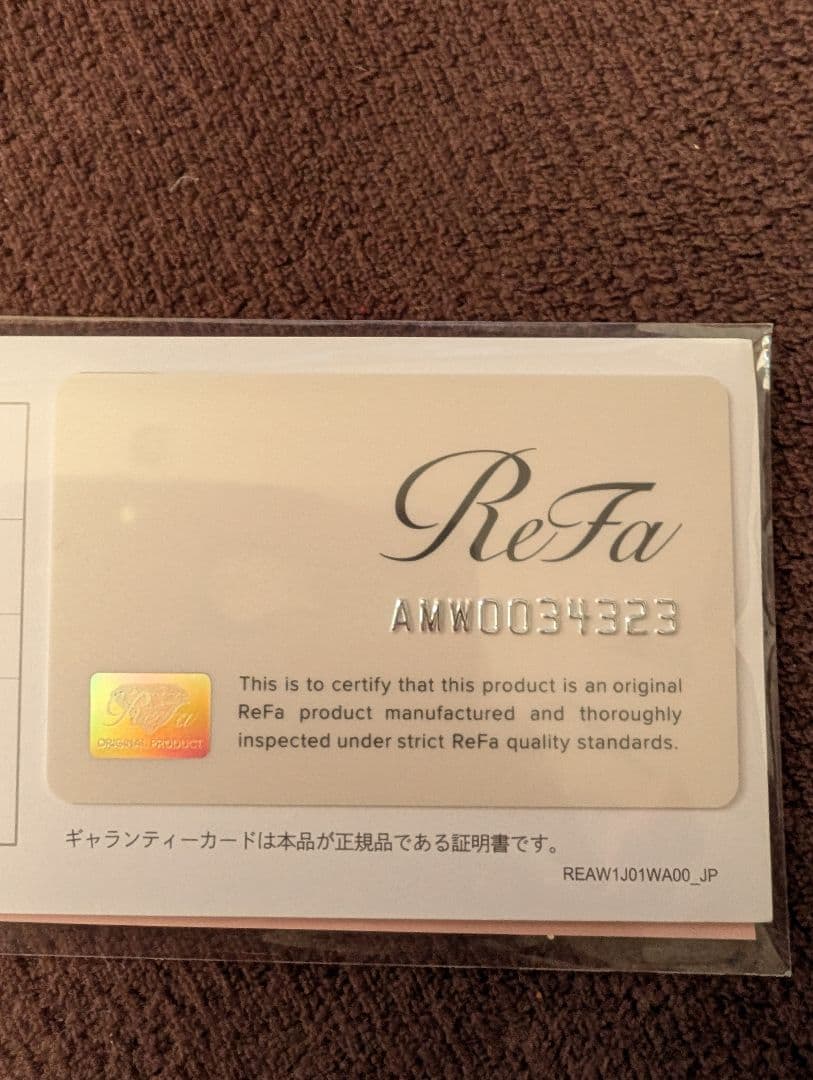 ReFa
AMW0034323
ReFa
ORIGINAL PRODUCT
This is to certify that this product is an original
ReFa product manufactured and thoroughly
inspected under strict ReFa quality standards.
ギャランティーカードは本品が正規品である証明書です。
REAW1J01WA00_JP